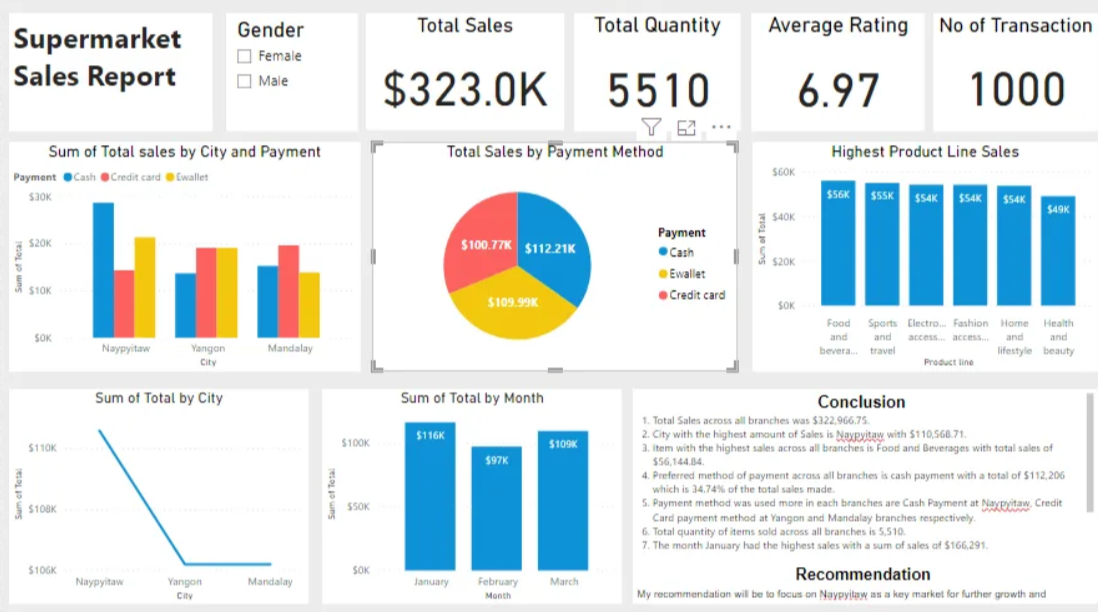 Supermarket
Sales Report
Gender
Female
Male
Total Sales
$323.0K
Total Quantity
5510
Average Rating
6.97
No of Transaction
1000
Sum of Total sales by City and Payment
Payment Cash Credit card Ewallet
$30K
$20K
$10K
$0K
Sum of Total
Naypyitaw Yangon Mandalay
City
Total Sales by Payment Method
$100.77K $112.21K
$109.99K
Payment
Cash
Ewallet
Credit card
Highest Product Line Sales
$60K
$40K
$20K
$0K
Sum of Total
$56K $55K $54K $54K $54K $49K
Food Sports Electro... Fashion Home Health
and and access... access... and and
bevera... travel lifestyle beauty
Product line
Sum of Total by City
$110K
$108K
$106K
Sum of Total
Naypyitaw Yangon Mandalay
City
Sum of Total by Month
$100K
$50K
$0K
Sum of Total
$116K $97K $109K
January February March
Month
Conclusion
1. Total Sales across all branches was $322,966.75.
2. City with the highest amount of Sales is Naypyitaw with $110,568.71.
3. Item with the highest sales across all branches is Food and Beverages with total sales of
$56,144.84.
4. Preferred method of payment across all branches is cash payment with a total of $112,206
which is 34.74% of the total sales made.
5. Payment method was used more in each branches are Cash Payment at Naypyitaw, Credit
Card payment method at Yangon and Mandalay branches respectively.
6. Total quantity of items sold across all branches is 5,510.
7. The month January had the highest sales with a sum of sales of $166,291.
Recommendation
My recommendation will be to focus on Naypyitaw as a key market for further growth and